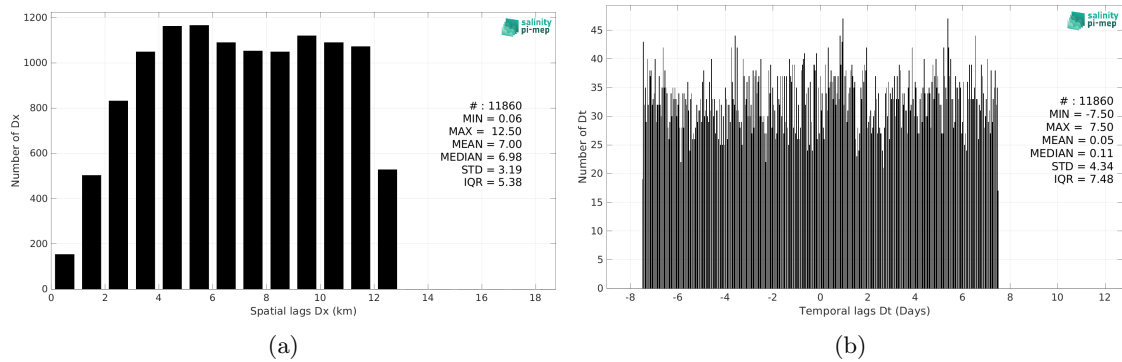 1200
1000
800
600
400
200
0
Number of Dx
0 2 4 6 8 10 12 14 16 18
Spatial lags Dx (km)
salinity
pi-mep
# : 11860
MIN = 0.06
MAX = 12.50
MEAN = 7.00
MEDIAN = 6.98
STD = 3.19
IQR = 5.38
(a)
45
40
35
30
25
20
15
10
5
0
Number of Dt
-8 -6 -4 -2 0 2 4 6 8 10 12
Temporal lags Dt (Days)
salinity
pi-mep
# : 11860
MIN = -7.50
MAX = 7.50
MEAN = 0.05
MEDIAN = 0.11
STD = 4.34
IQR = 7.48
(b)